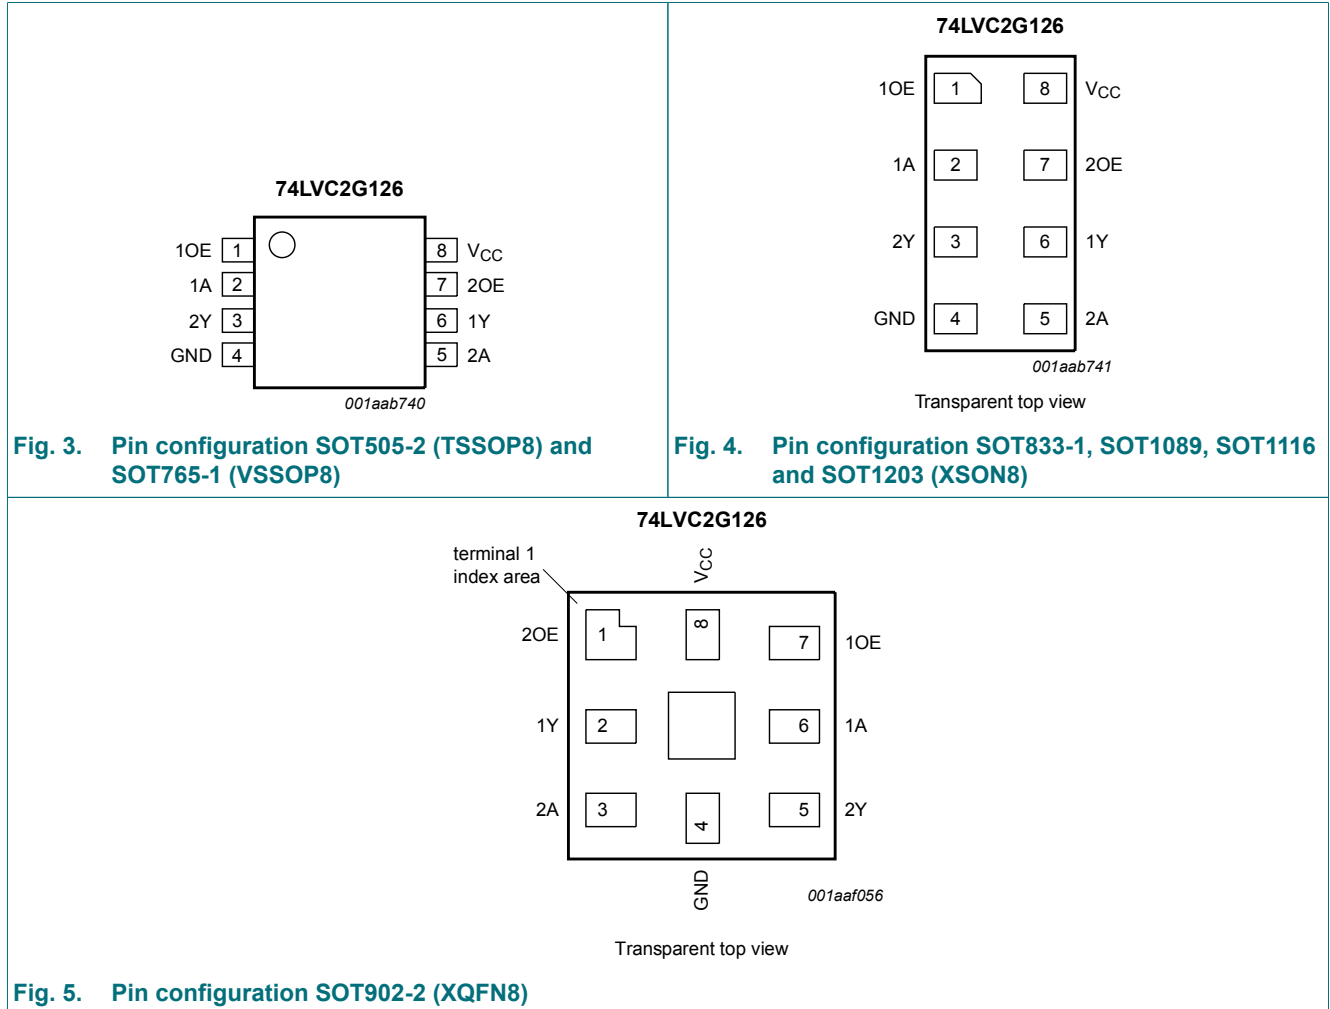 74LVC2G126
1OE 1 8 VCC
1A 2 7 2OE
2Y 3 6 1Y
GND 4 5 2A
001aab740
Fig. 3. Pin configuration SOT505-2 (TSSOP8) and
SOT765-1 (VSSOP8)
74LVC2G126
1OE 1 8 VCC
1A 2 7 2OE
2Y 3 6 1Y
GND 4 5 2A
001aab741
Transparent top view
Fig. 4. Pin configuration SOT833-1, SOT1089, SOT1116
and SOT1203 (XSON8)
74LVC2G126
terminal 1
index area
VCC
2OE 1 8 7 1OE
1Y 2 6 1A
2A 3 4 5 2Y
GND
001aaf056
Transparent top view
Fig. 5. Pin configuration SOT902-2 (XQFN8)